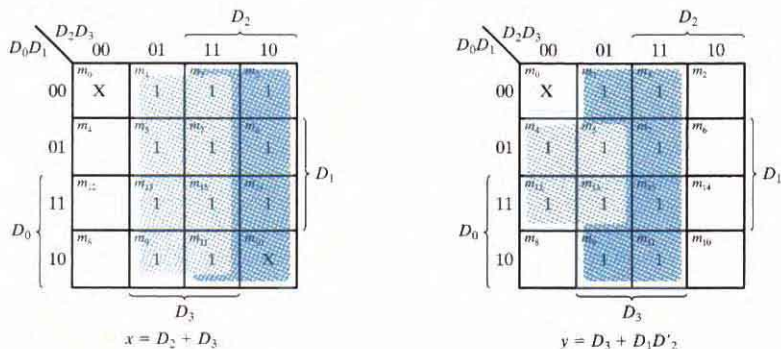 D₂
D₂D₃
D₀D₁ 00 01 11 10
m₀ m₁ m₃ m₂
00 X 1 1 1
m₄ m₅ m₇ m₆
01 1 1 1
D₁
m₁₂ m₁₃ m₁₅ m₁₄
11 1 1 1
D₀
m₈ m₉ m₁₁ m₁₀
10 1 1 X
D₃
x = D₂ + D₃
D₂
D₂D₃
D₀D₁ 00 01 11 10
m₀ m₁ m₃ m₂
00 X 1 1
m₄ m₅ m₇ m₆
01 1 1 1
D₁
m₁₂ m₁₃ m₁₅ m₁₄
11 1 1 1
D₀
m₈ m₉ m₁₁ m₁₀
10 1 1
D₃
y = D₃ + D₁D'₂